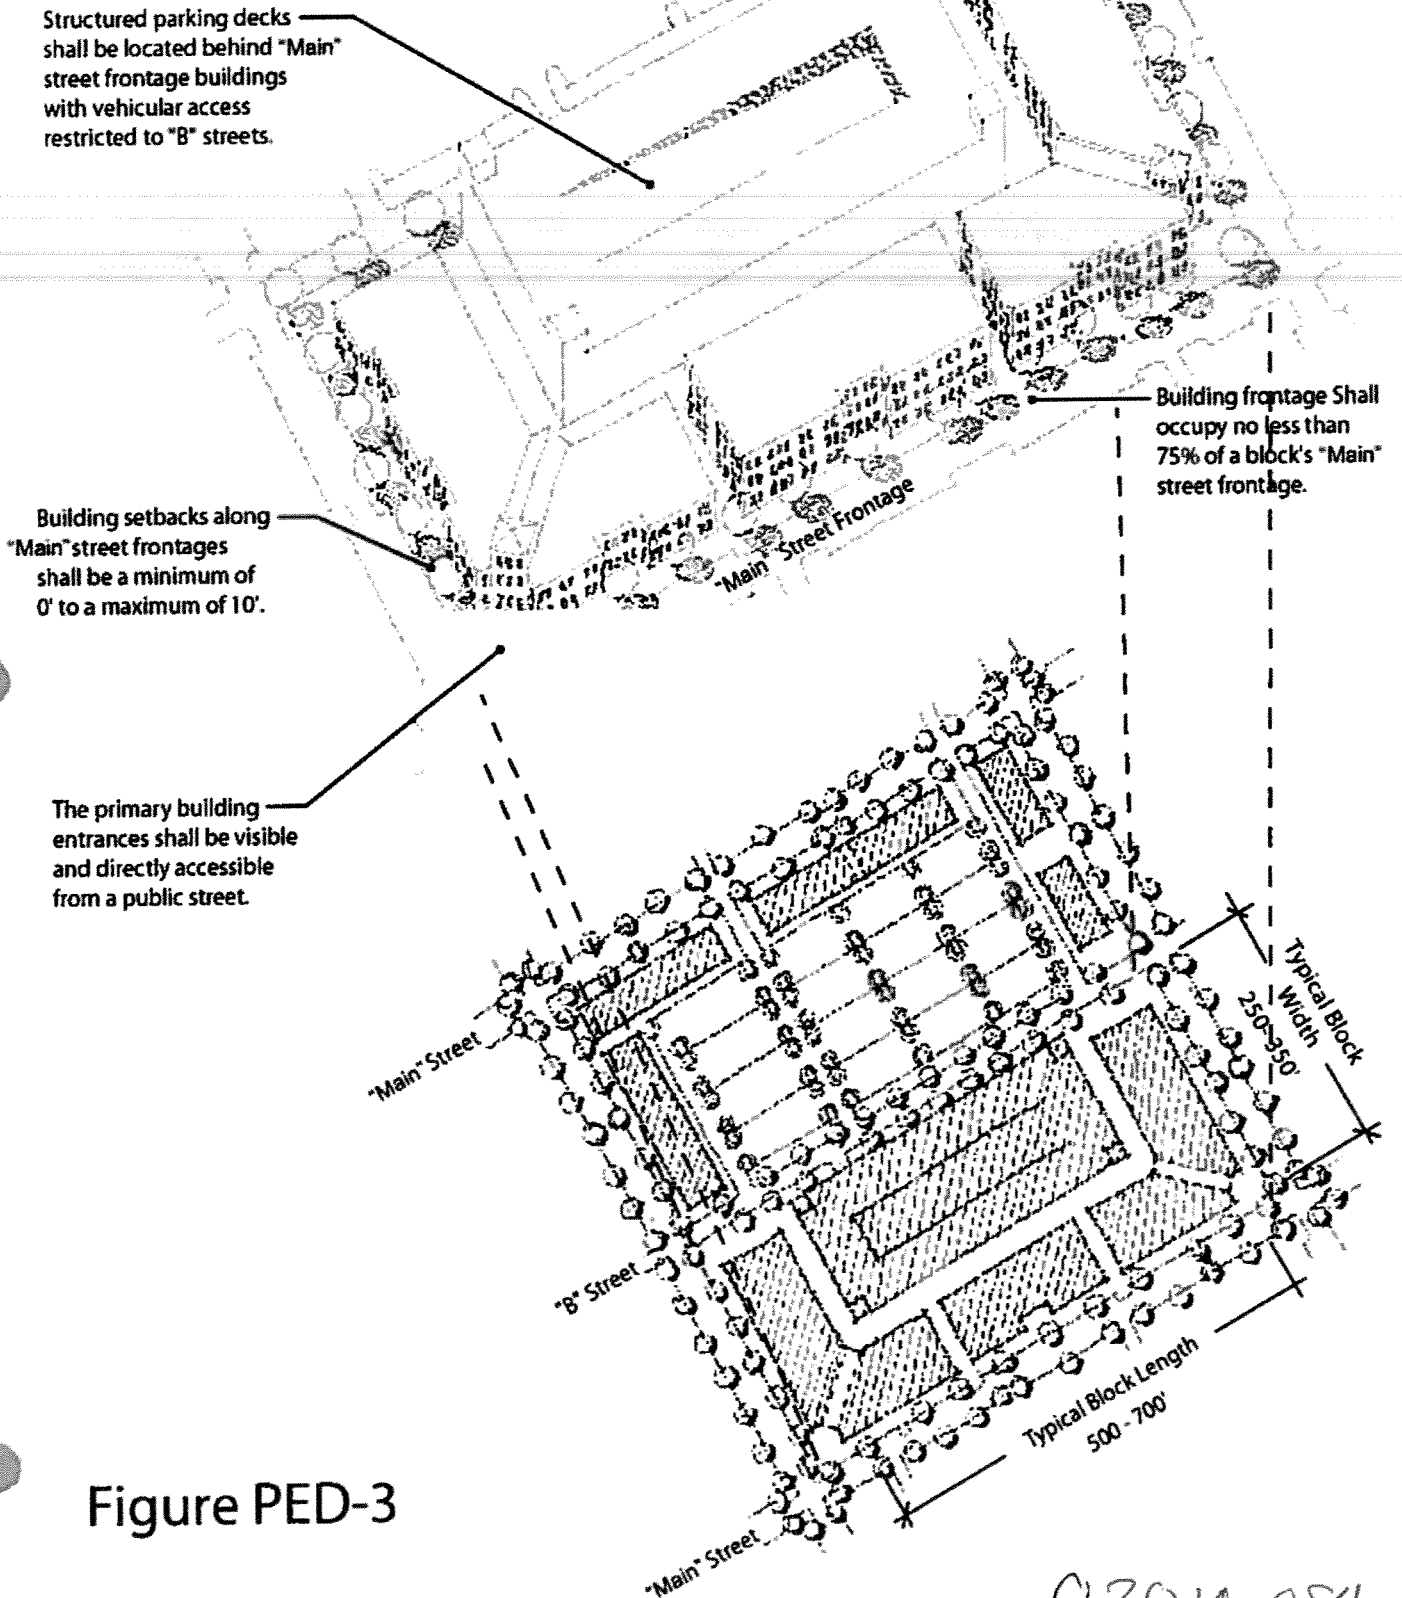 Structured parking decks
shall be located behind "Main"
street frontage buildings
with vehicular access
restricted to "B" streets.
Building frontage Shall
occupy no less than
75% of a block's "Main"
street frontage.
"Main" Street Frontage
Building setbacks along
"Main" street frontages
shall be a minimum of
0' to a maximum of 10'.
The primary building
entrances shall be visible
and directly accessible
from a public street.
"Main" Street
Typical Block
Width
250-350'
"B" Street
Typical Block Length
500 - 700'
"Main" Street
Figure PED-3